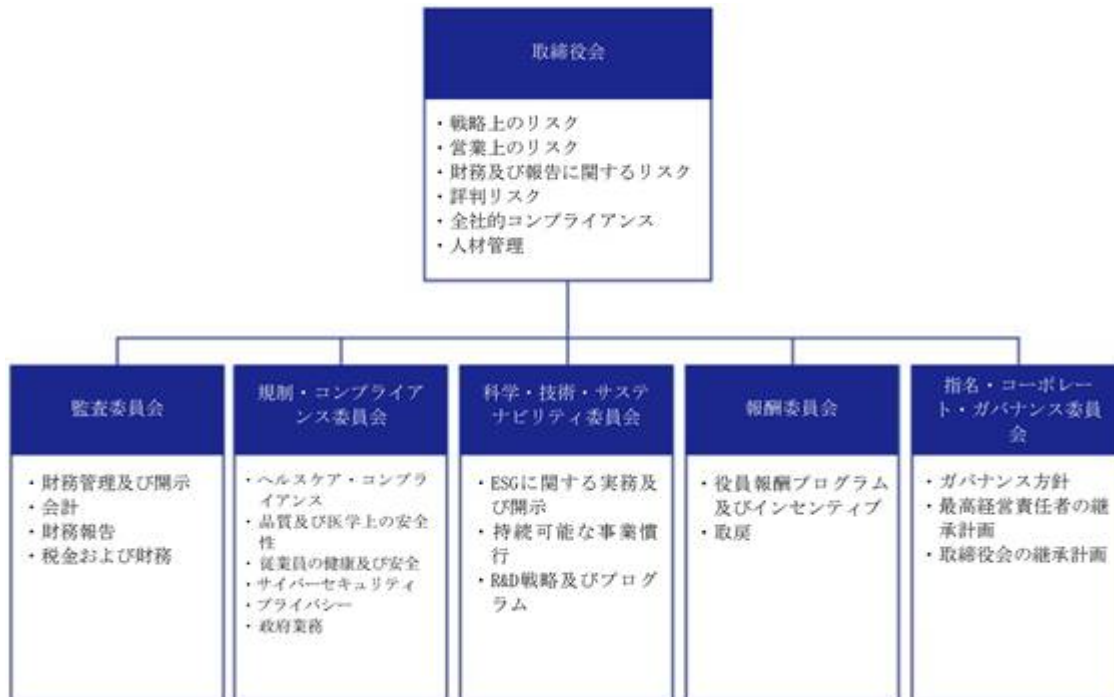 取締役会
・戦略上のリスク
・営業上のリスク
・財務及び報告に関するリスク
・評判リスク
・全社的コンプライアンス
・人材管理
監査委員会
・財務管理及び開示
・会計
・財務報告
・税金および財務
規制・コンプライア
ンス委員会
・ヘルスケア・コンプラ
イアンス
・品質及び医学上の安全
性
・従業員の健康及び安全
・サイバーセキュリティ
・プライバシー
・政府業務
科学・技術・サステ
ナビリティ委員会
・ESGに関する実務及
び開示
・持続可能な事業慣
行
・R&D戦略及びプログ
ラム
報酬委員会
・役員報酬プログラム
及びインセンティブ
・取戻
指名・コーポレー
ト・ガバナンス委員
会
・ガバナンス方針
・最高経営責任者の継
承計画
・取締役会の継承計画